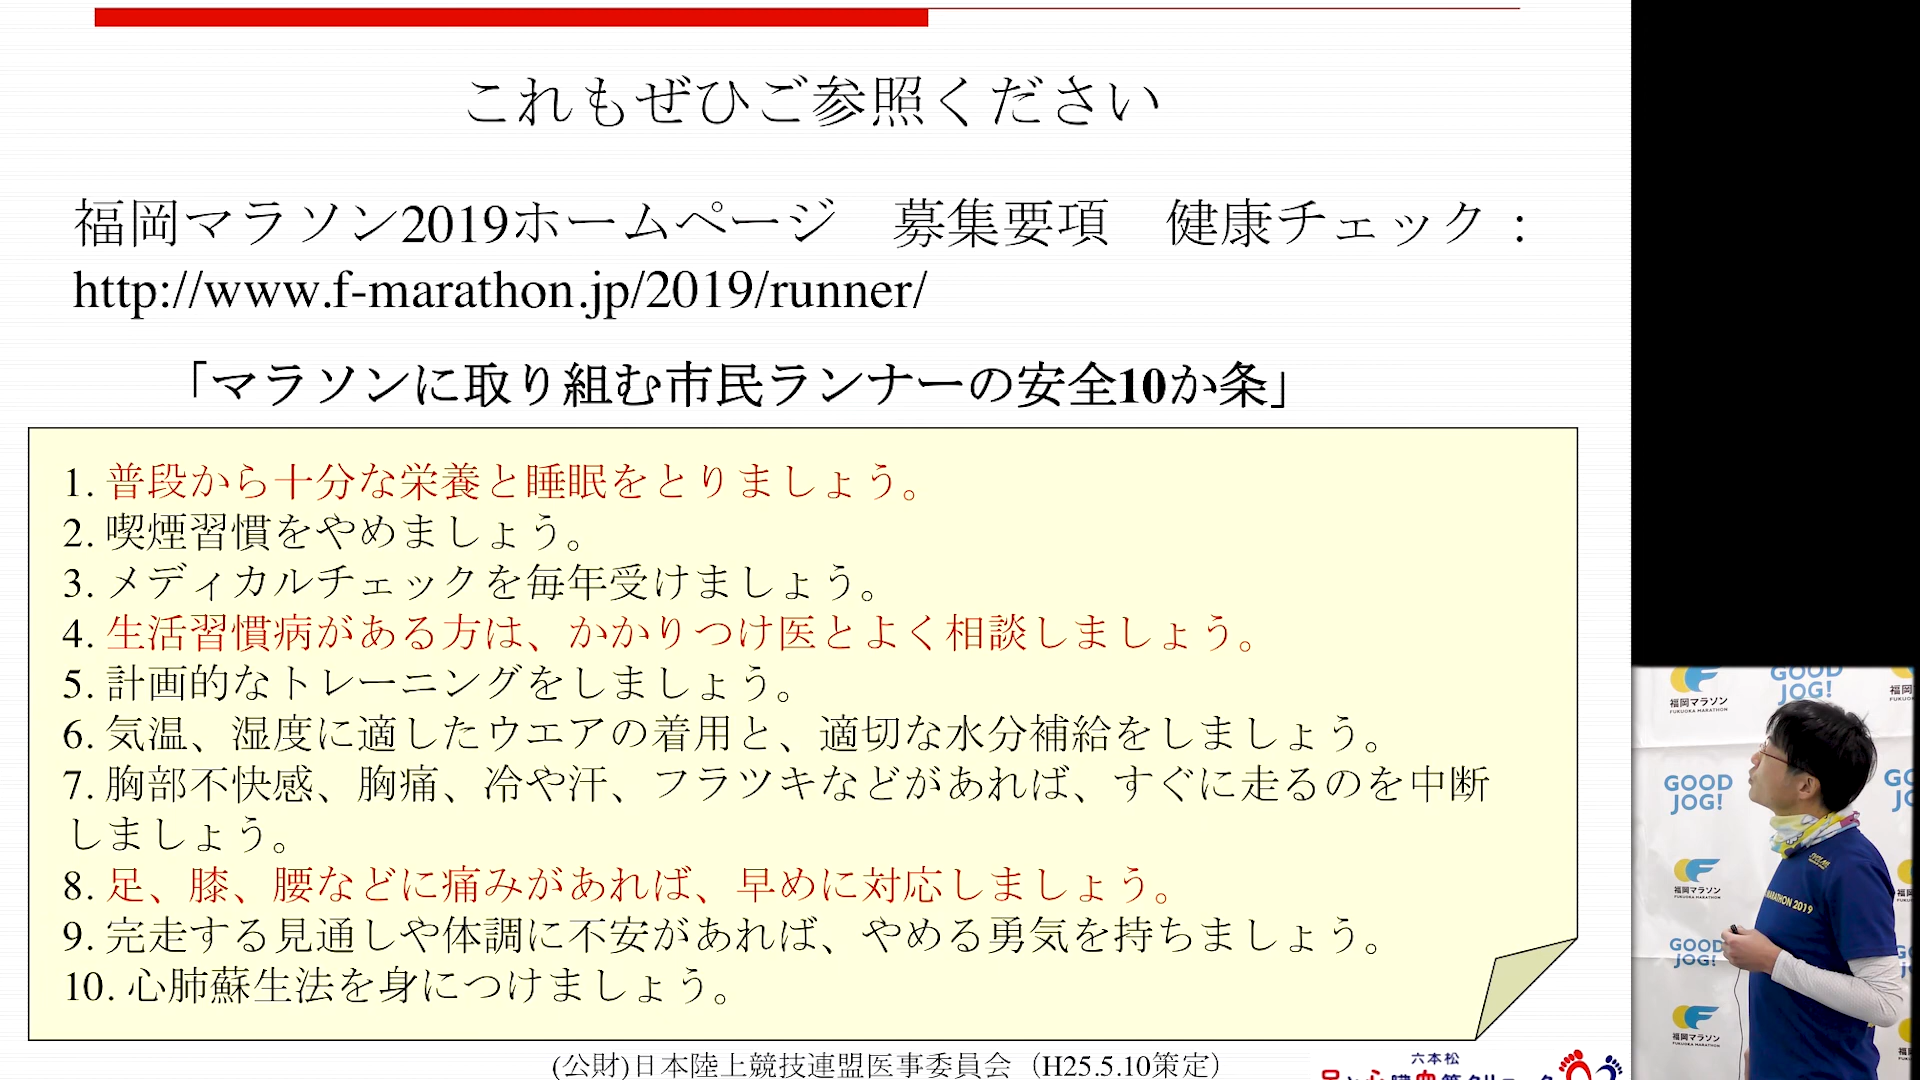 これもぜひご参照ください
福岡マラソン2019ホームページ　募集要項　健康チェック：
http://www.f-marathon.jp/2019/runner/
「マラソンに取り組む市民ランナーの安全10か条」
1. 普段から十分な栄養と睡眠をとりましょう。
2. 喫煙習慣をやめましょう。
3. メディカルチェックを毎年受けましょう。
4. 生活習慣病がある方は、かかりつけ医とよく相談しましょう。
5. 計画的なトレーニングをしましょう。
6. 気温、湿度に適したウエアの着用と、適切な水分補給をしましょう。
7. 胸部不快感、胸痛、冷や汗、フラツキなどがあれば、すぐに走るのを中断
しましょう。
8. 足、膝、腰などに痛みがあれば、早めに対応しましょう。
9. 完走する見通しや体調に不安があれば、やめる勇気を持ちましょう。
10. 心肺蘇生法を身につけましょう。
(公財)日本陸上競技連盟医事委員会（H25.5.10策定）
六本松
福岡マラソン
FUKUOKA MARATHON
GOOD
JOG!
福岡
GOOD
JOG!
福岡マラソン
FUKUOKA MARATHON
MARATHON 2019
GOOD
JOG!
福岡マラソン
FUKUOKA MARATHON